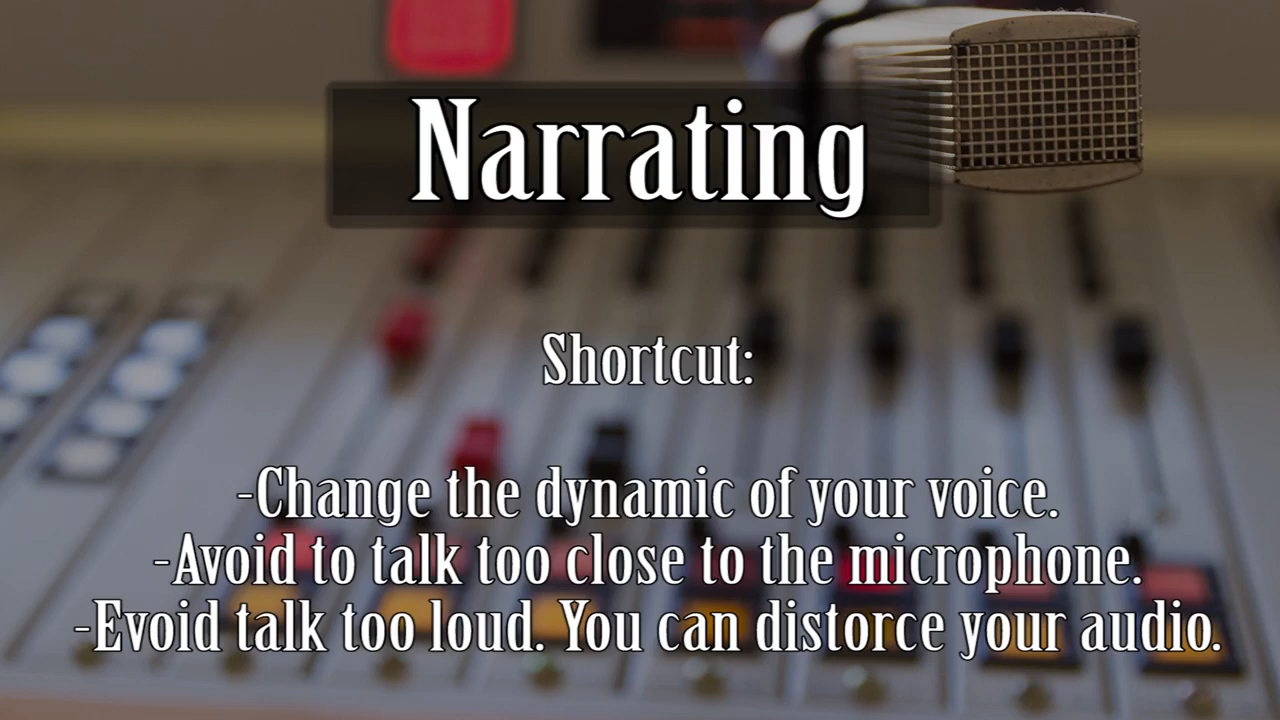 Narrating
Shortcut:
-Change the dynamic of your voice.
-Avoid to talk too close to the microphone.
-Evoid talk too loud. You can distorce your audio.